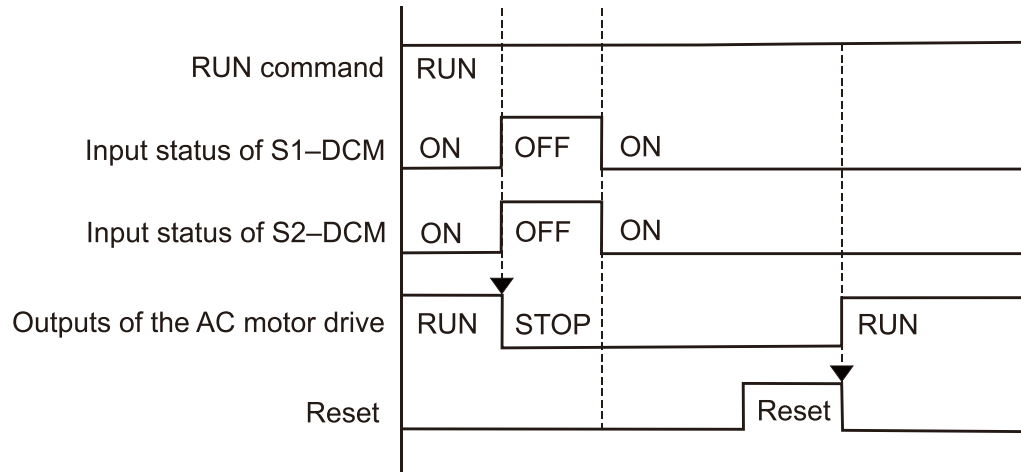 RUN command RUN
Input status of S1–DCM ON OFF ON
Input status of S2–DCM ON OFF ON
Outputs of the AC motor drive RUN STOP RUN
Reset Reset